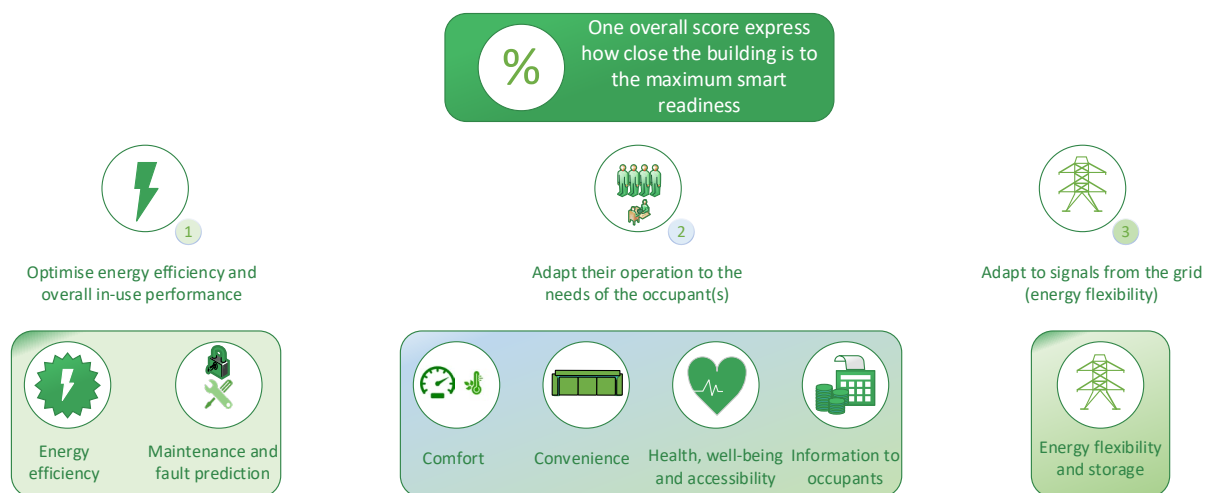 %
One overall score express
how close the building is to
the maximum smart
readiness
1
Optimise energy efficiency and
overall in-use performance
2
Adapt their operation to the
needs of the occupant(s)
3
Adapt to signals from the grid
(energy flexibility)
Energy
efficiency
Maintenance and
fault prediction
Comfort
Convenience
Health, well-being
and accessibility
Information to
occupants
Energy flexibility
and storage